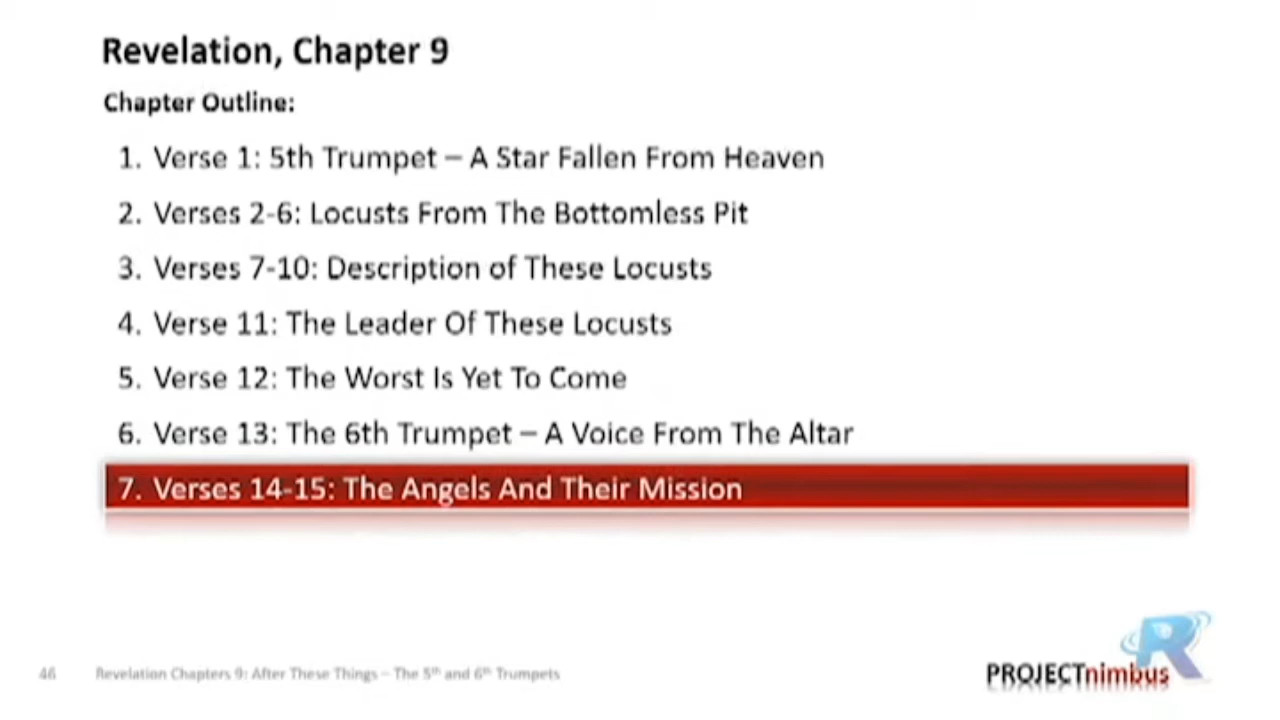 Revelation, Chapter 9
Chapter Outline:
1. Verse 1: 5th Trumpet – A Star Fallen From Heaven
2. Verses 2-6: Locusts From The Bottomless Pit
3. Verses 7-10: Description of These Locusts
4. Verse 11: The Leader Of These Locusts
5. Verse 12: The Worst Is Yet To Come
6. Verse 13: The 6th Trumpet – A Voice From The Altar
7. Verses 14-15: The Angels And Their Mission
46 Revelation Chapters 9: After These Things – The 5th and 6th Trumpets
R
PROJECTnimbus